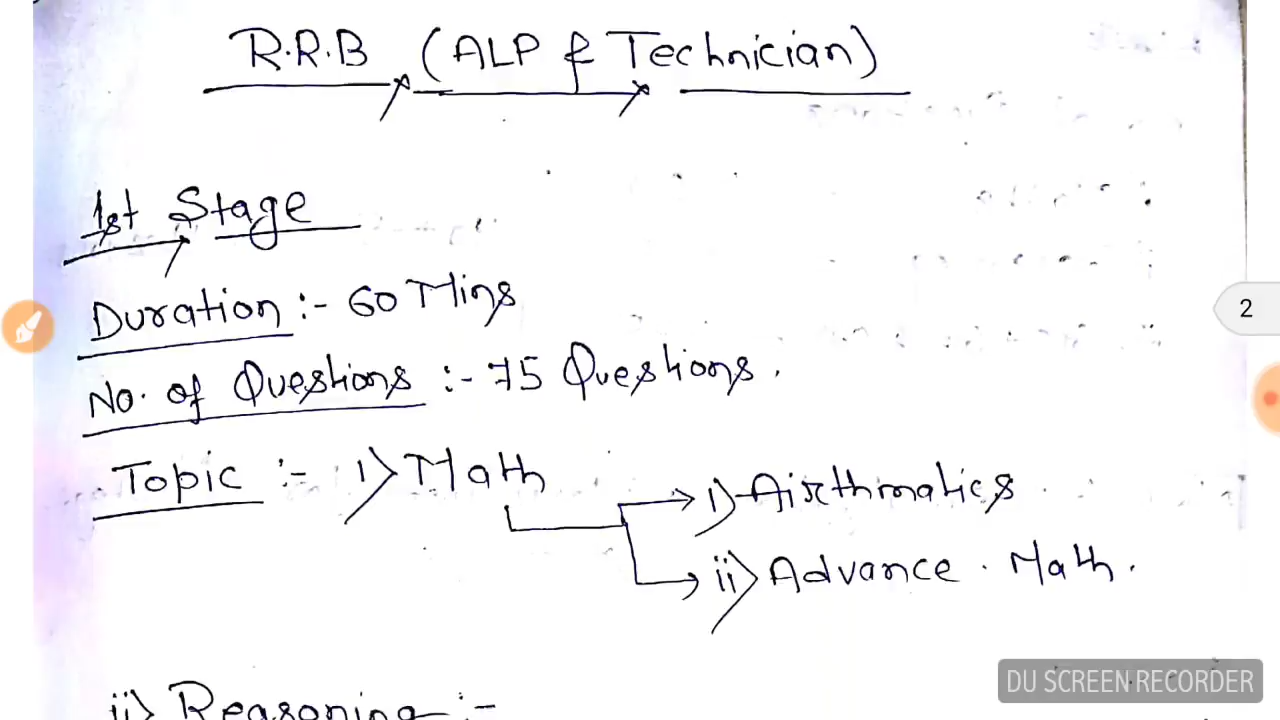 R.R.B (ALP & Technician)
1st Stage
Duration :- 60 Mins
2
No. of Questions :- 75 Questions.
Topic :- i) Math
i) Airthmatics
ii) Advance. Math.
ii) Reasoning :-
DU SCREEN RECORDER